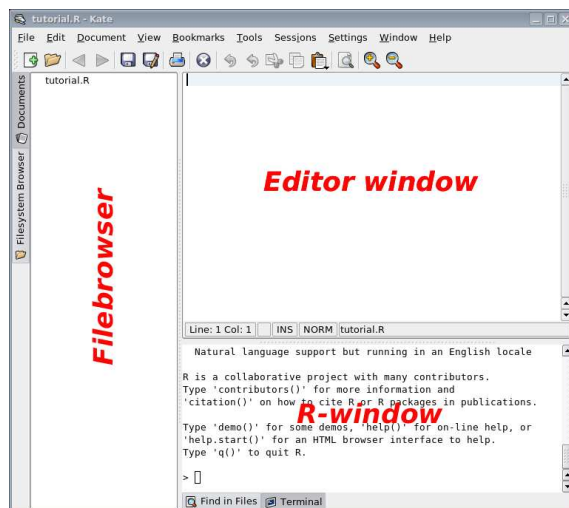 tutorial.R - Kate
File Edit Document View Bookmarks Tools Sessions Settings Window Help
Documents
Filesystem Browser
tutorial.R
Filebrowser
Editor window
Line: 1 Col: 1 INS NORM tutorial.R
Natural language support but running in an English locale
R is a collaborative project with many contributors.
Type 'contributors()' for more information and
'citation()' on how to cite R or R packages in publications.
R-window
Type 'demo()' for some demos, 'help()' for on-line help, or
'help.start()' for an HTML browser interface to help.
Type 'q()' to quit R.
>
Find in Files Terminal